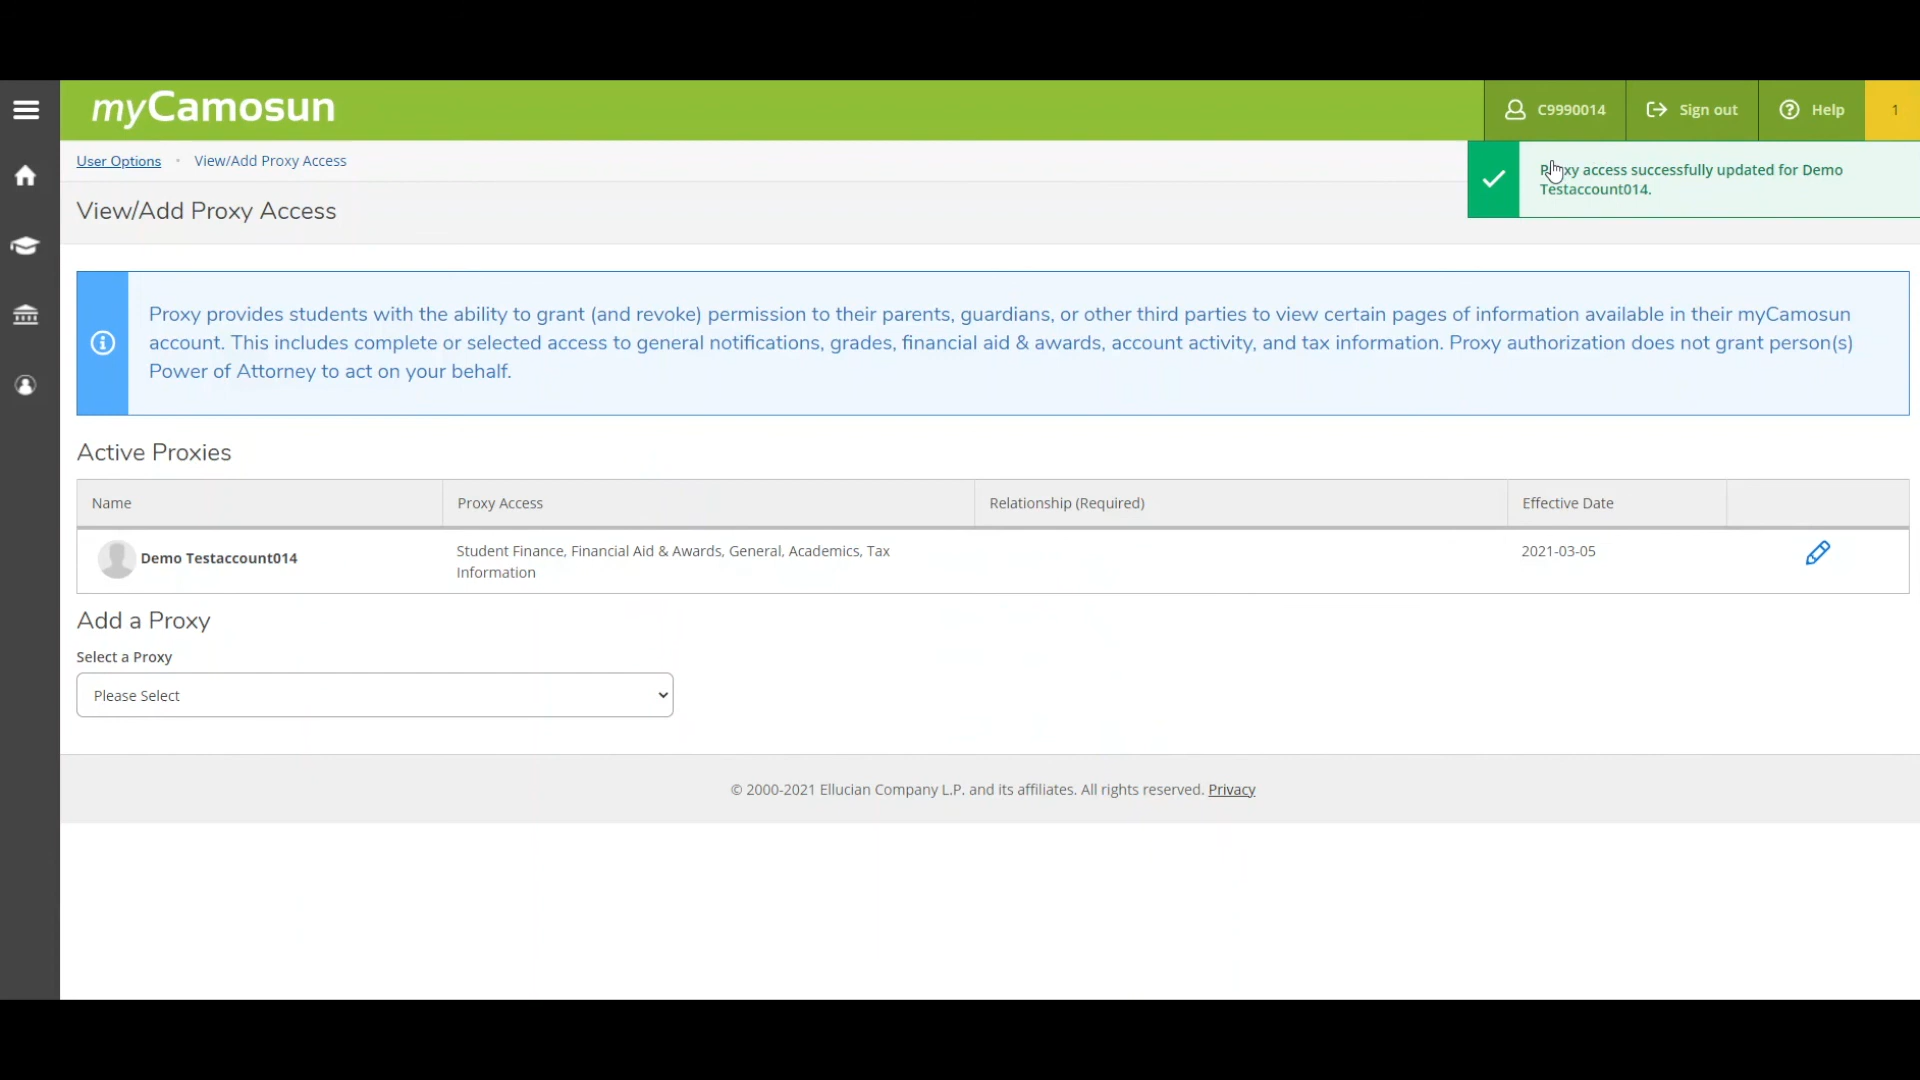 myCamosun
C9990014
Sign out
Help
1
User Options
View/Add Proxy Access
Proxy access successfully updated for Demo
Testaccount014.
View/Add Proxy Access
Proxy provides students with the ability to grant (and revoke) permission to their parents, guardians, or other third parties to view certain pages of information available in their myCamosun
account. This includes complete or selected access to general notifications, grades, financial aid & awards, account activity, and tax information. Proxy authorization does not grant person(s)
Power of Attorney to act on your behalf.
Active Proxies
Name
Proxy Access
Relationship (Required)
Effective Date
Demo Testaccount014
Student Finance, Financial Aid & Awards, General, Academics, Tax
Information
2021-03-05
Add a Proxy
Select a Proxy
Please Select
© 2000-2021 Ellucian Company L.P. and its affiliates. All rights reserved. Privacy